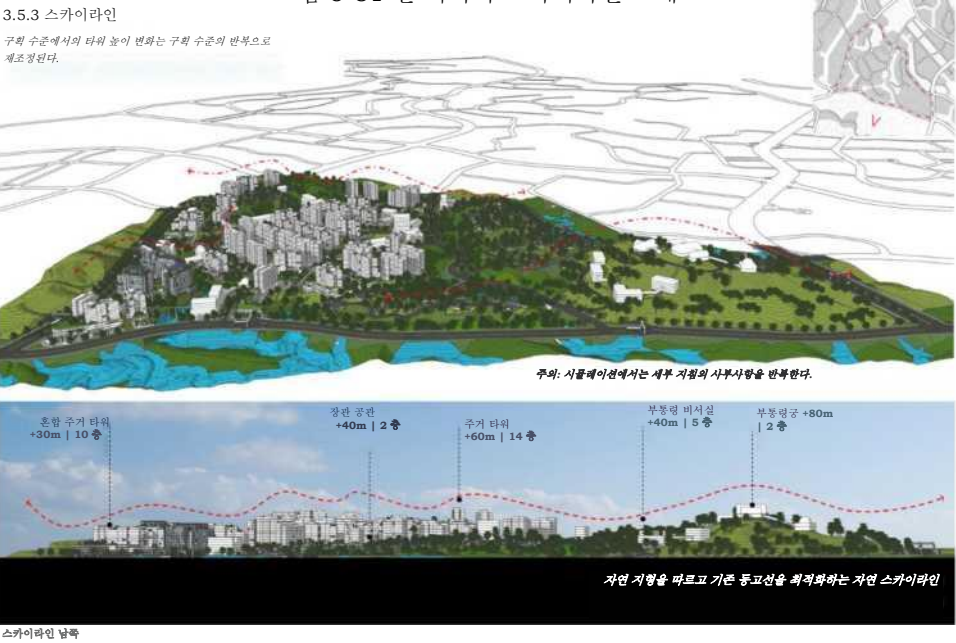 3.5.3 스카이라인
구획 수준에서의 타워 높이 변화는 구획 수준의 반복으로
재조정된다.
주의: 시뮬레이션에서는 세부 지침의 사부사항을 반복한다.
혼합 주거 타워
+30m | 10 층
장관 공관
+40m | 2 층
주거 타워
+60m | 14 층
부통령 비서실
+40m | 5 층
부통령궁 +80m
| 2 층
자연 지형을 따르고 기존 등고선을 최적화하는 자연 스카이라인
스카이라인 남쪽